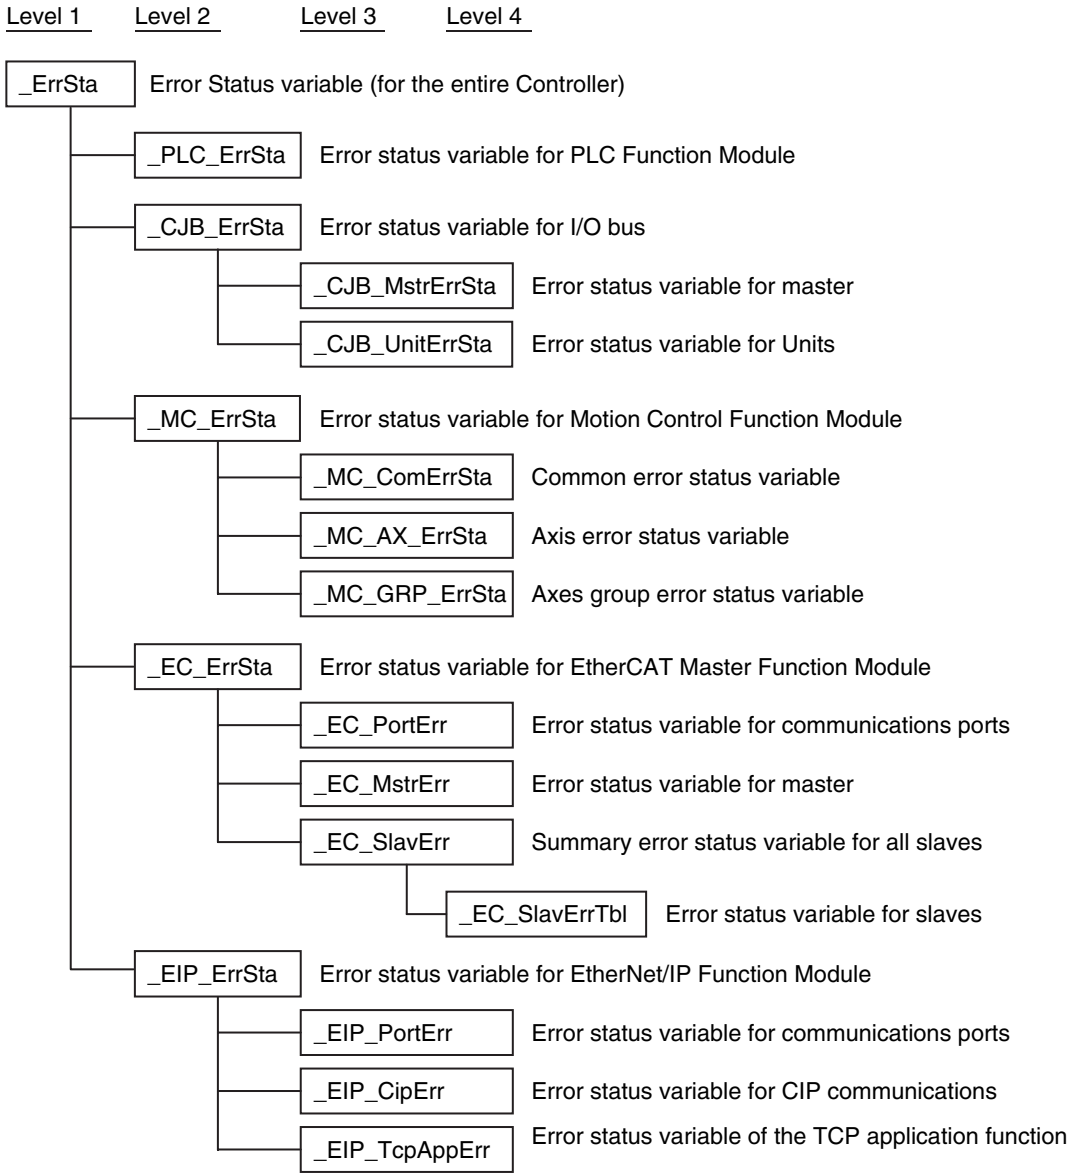 Level 1 Level 2 Level 3 Level 4
_ErrSta Error Status variable (for the entire Controller)
_PLC_ErrSta Error status variable for PLC Function Module
_CJB_ErrSta Error status variable for I/O bus
_CJB_MstrErrSta Error status variable for master
_CJB_UnitErrSta Error status variable for Units
_MC_ErrSta Error status variable for Motion Control Function Module
_MC_ComErrSta Common error status variable
_MC_AX_ErrSta Axis error status variable
_MC_GRP_ErrSta Axes group error status variable
_EC_ErrSta Error status variable for EtherCAT Master Function Module
_EC_PortErr Error status variable for communications ports
_EC_MstrErr Error status variable for master
_EC_SlavErr Summary error status variable for all slaves
_EC_SlavErrTbl Error status variable for slaves
_EIP_ErrSta Error status variable for EtherNet/IP Function Module
_EIP_PortErr Error status variable for communications ports
_EIP_CipErr Error status variable for CIP communications
_EIP_TcpAppErr Error status variable of the TCP application function